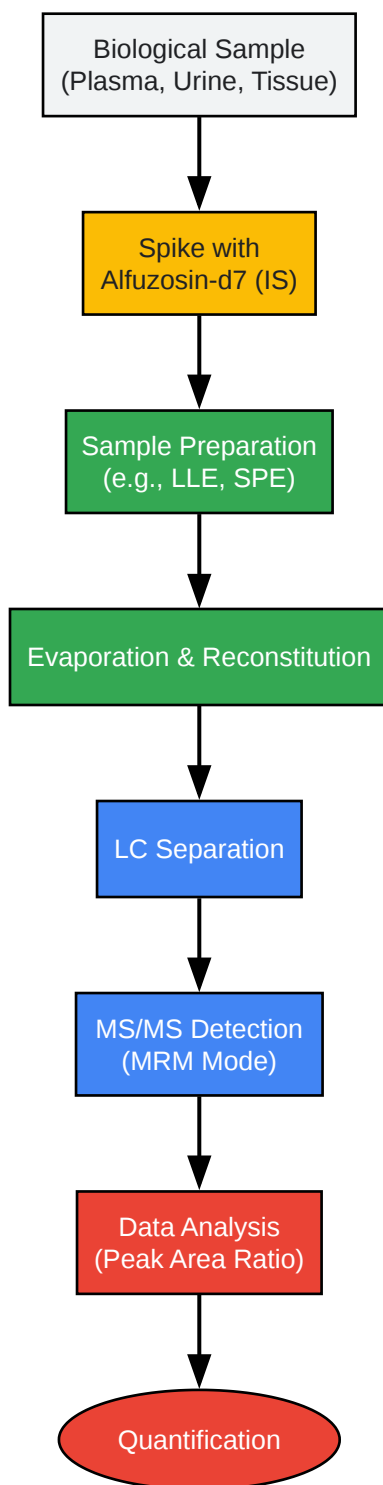 Biological Sample
(Plasma, Urine, Tissue)
Spike with
Alfuzosin-d7 (IS)
Sample Preparation
(e.g., LLE, SPE)
Evaporation & Reconstitution
LC Separation
MS/MS Detection
(MRM Mode)
Data Analysis
(Peak Area Ratio)
Quantification